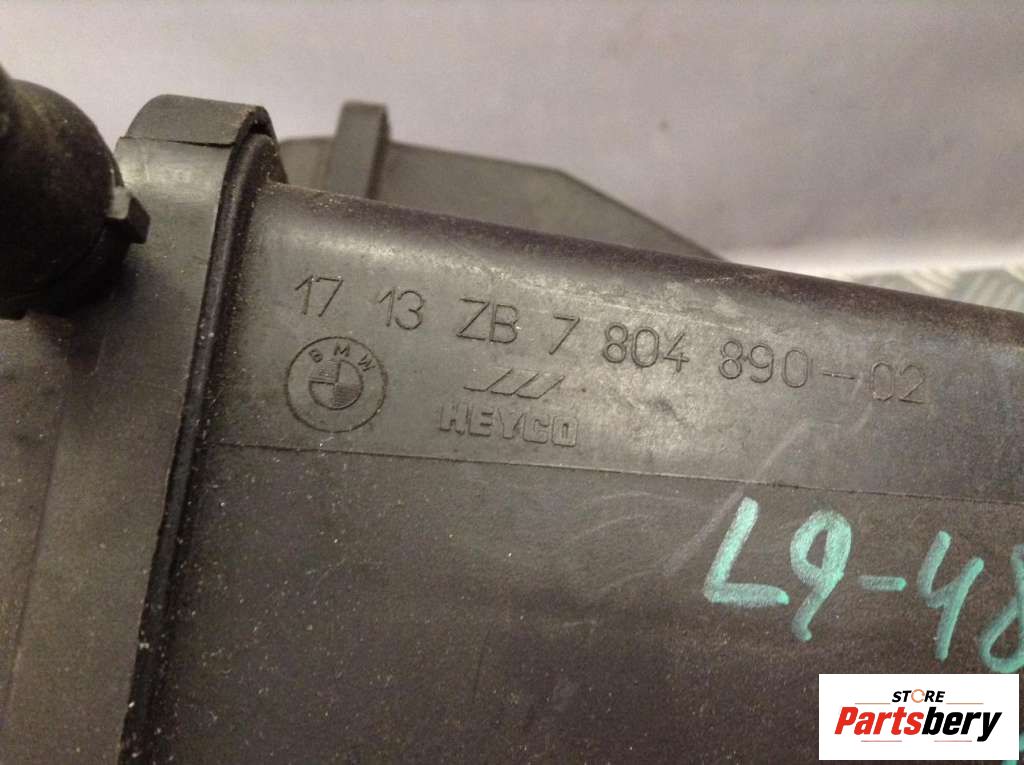 17 13 ZB 7 804 890-02
BMW
HEYCO
L9-48
STORE
Partsbery